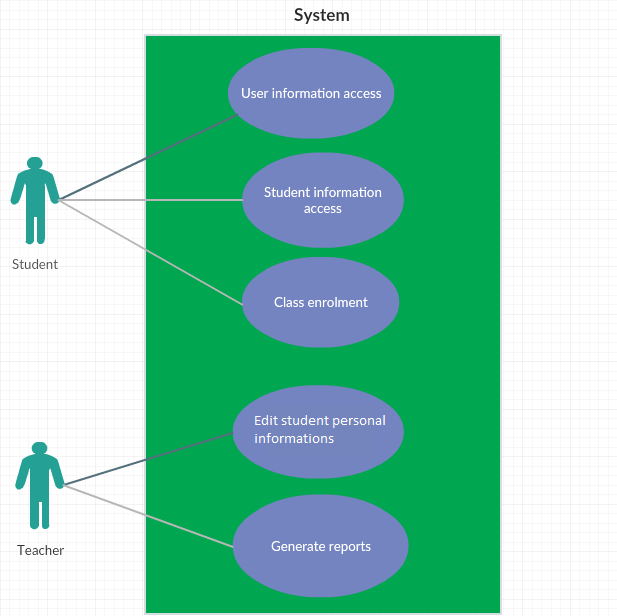 System
User information access
Student information
access
Student
Class enrolment
Edit student personal
informations
Generate reports
Teacher